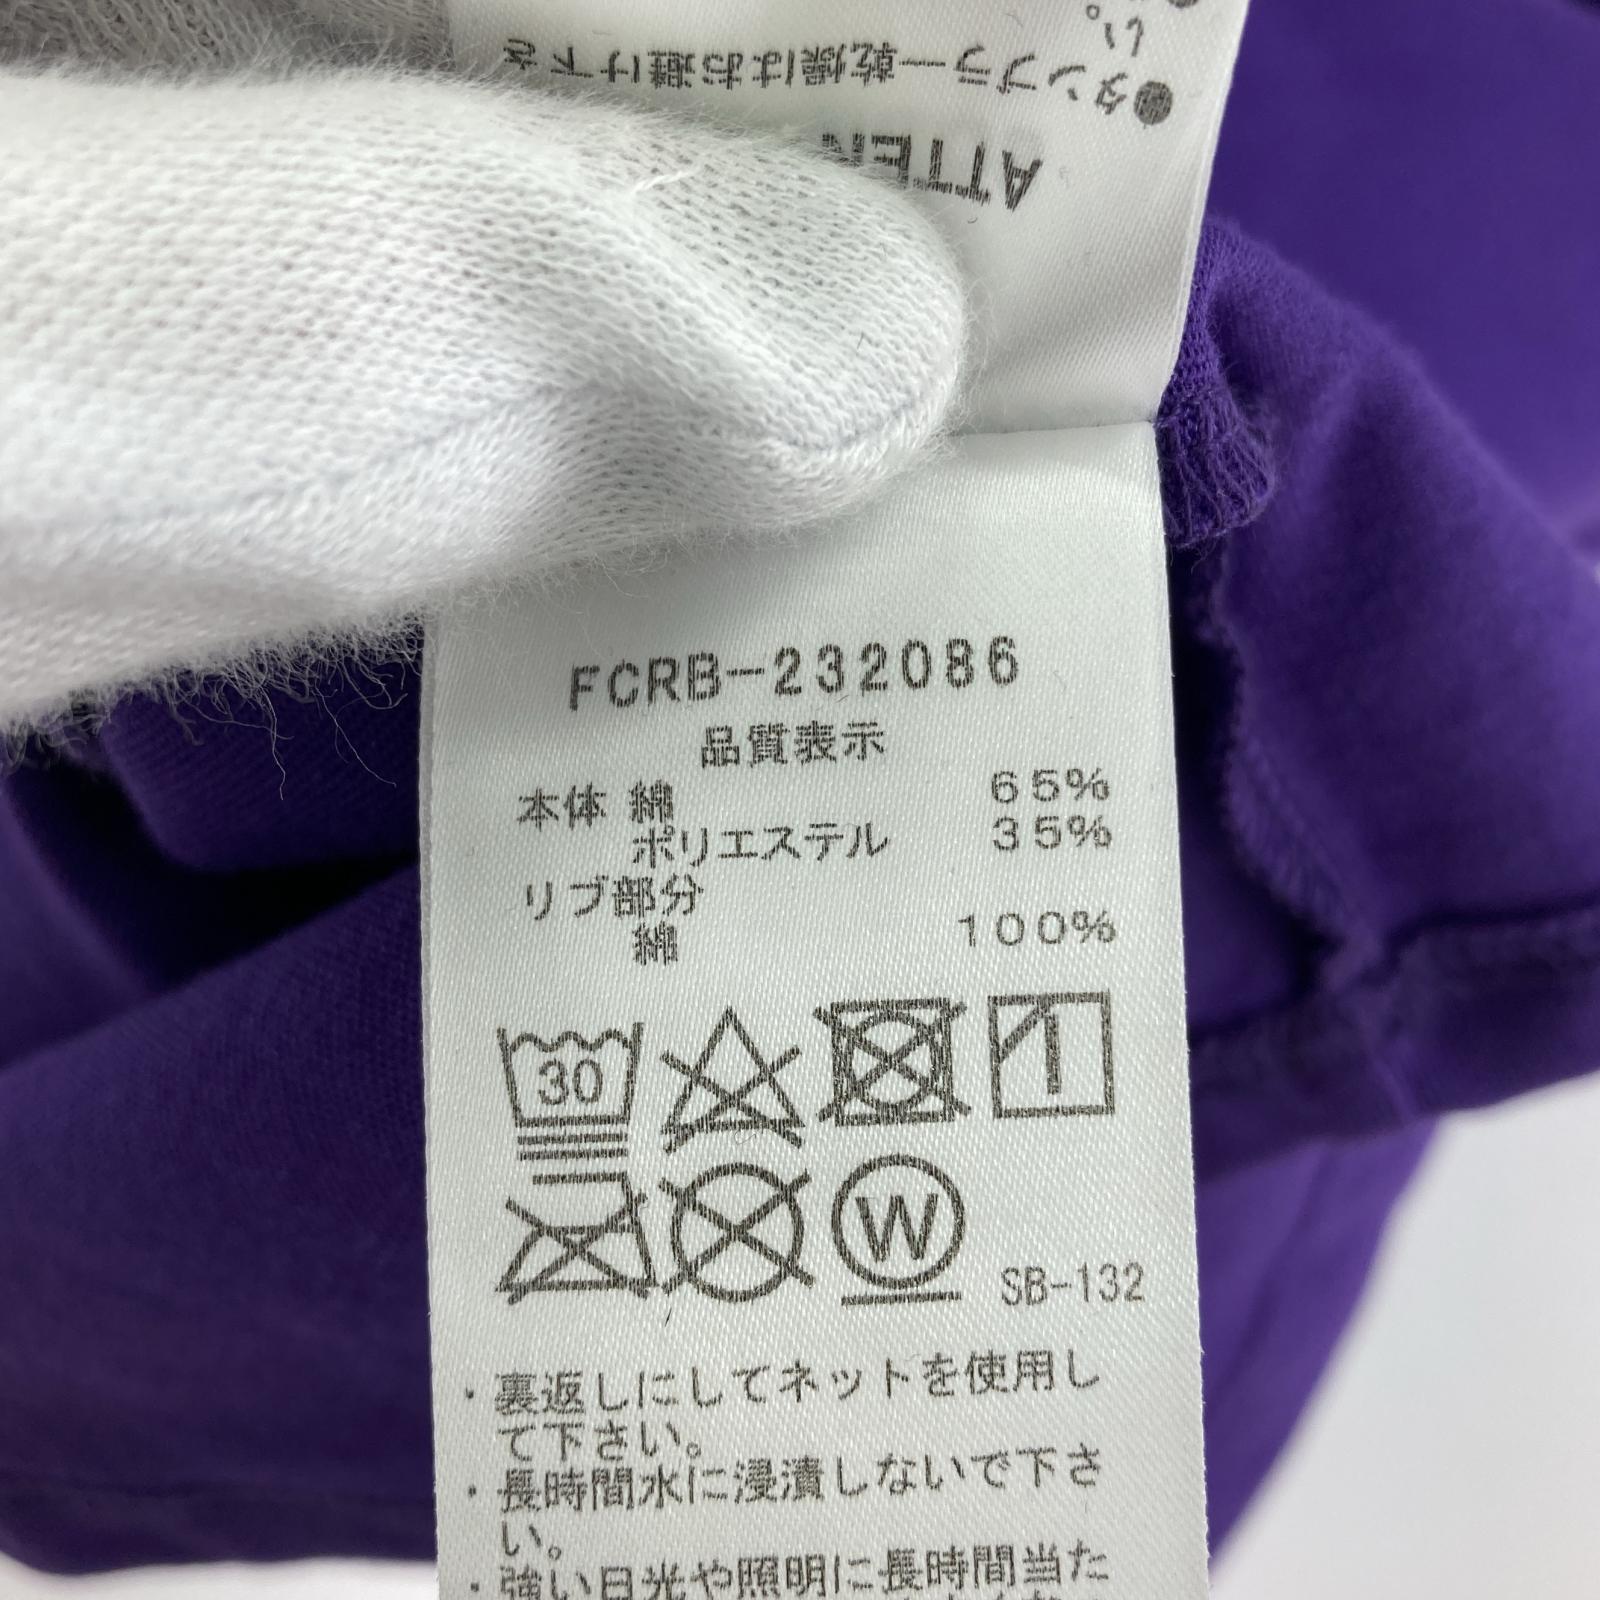 い。
●タンブラー乾燥はお避け下さ
ATTEN
FCRB-232086
品質表示
本体 綿 65%
ポリエステル 35%
リブ部分
綿 100%
30
W
SB-132
・裏返しにしてネットを使用し
て下さい。
・長時間水に浸漬しないで下さ
い。
・強い日光や照明に長時間当た